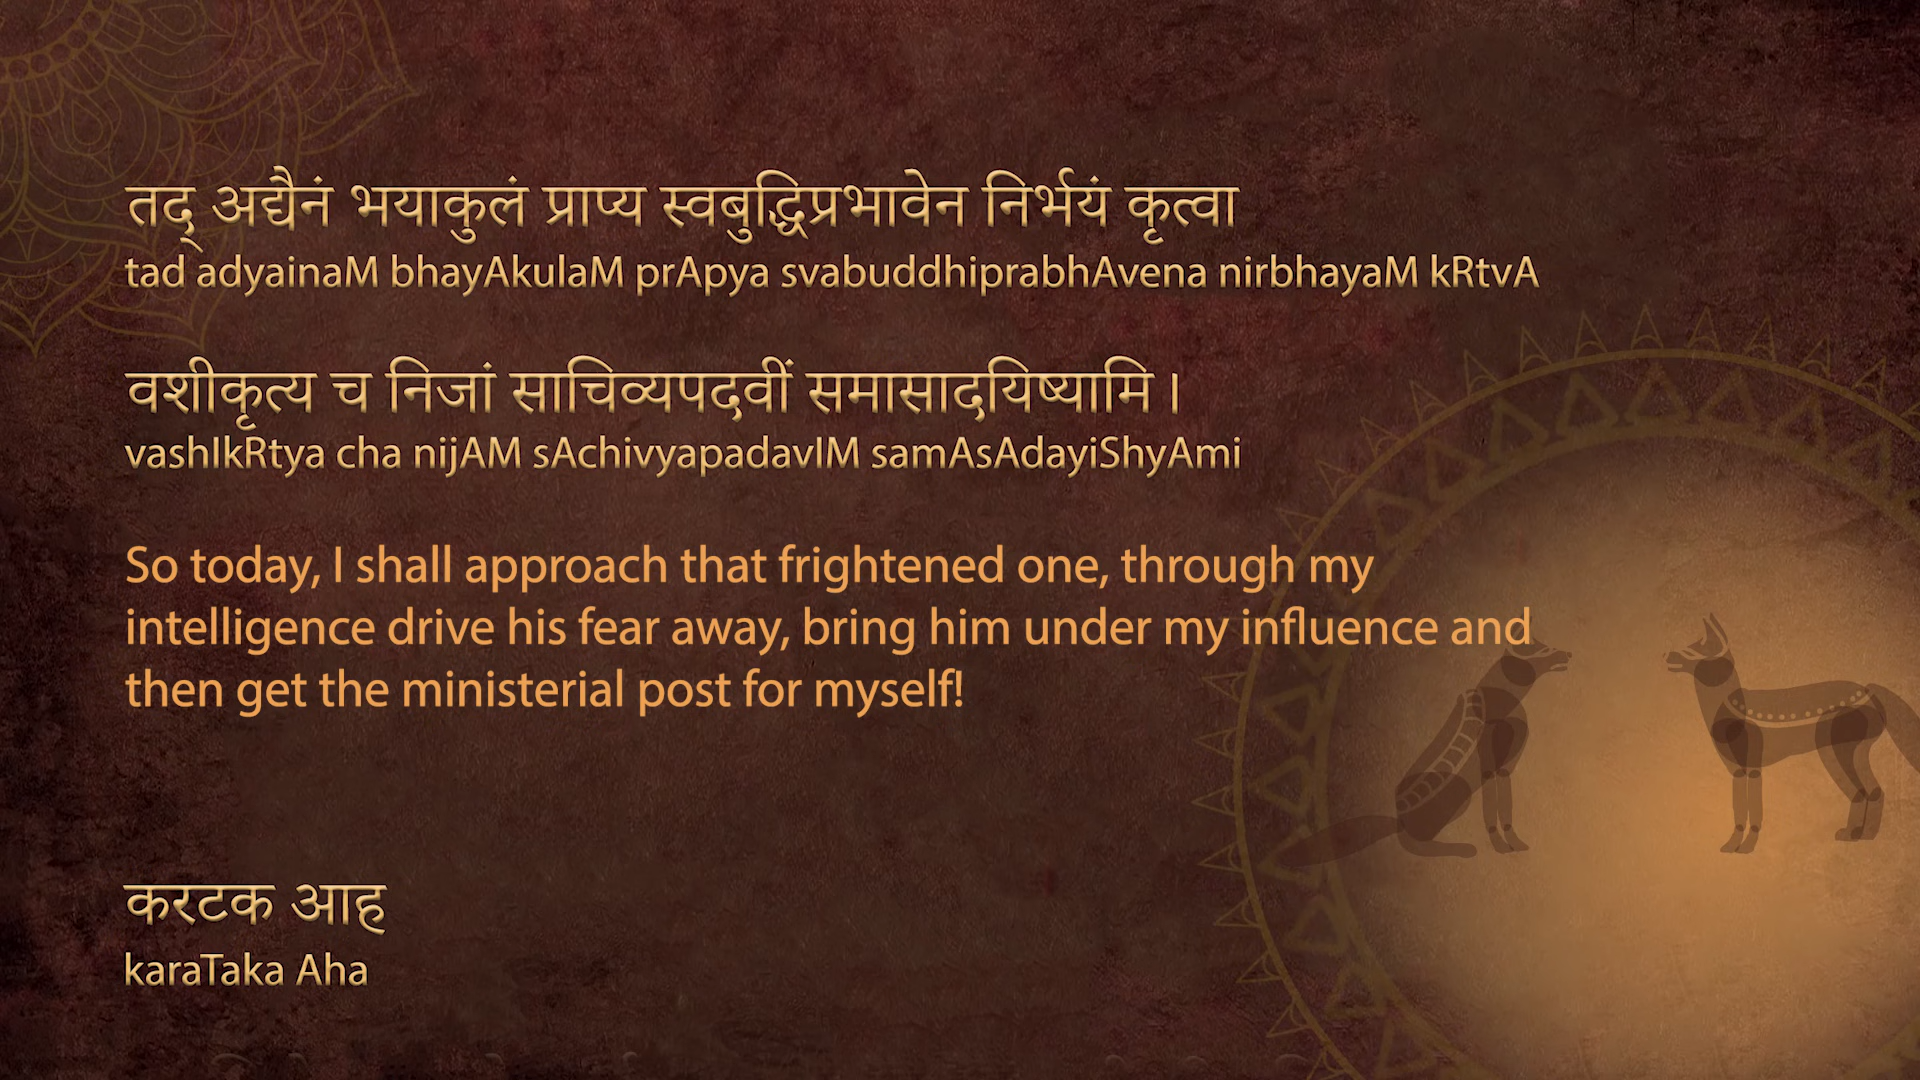 तद् अद्यैनं भयाकुलं प्राप्य स्वबुद्धिप्रभावेन निर्भयं कृत्वा
tad adyainaM bhayAkulaM prApya svabuddhiprabhAvena nirbhayaM kRtvA
वशीकृत्य च निजां साचिव्यपदवीं समासादयिष्यामि ।
vashIkRtya cha nijAM sAchivyapadavIM samAsAdayiShyAmi
So today, I shall approach that frightened one, through my
intelligence drive his fear away, bring him under my influence and
then get the ministerial post for myself!
करटक आह
karaTaka Aha